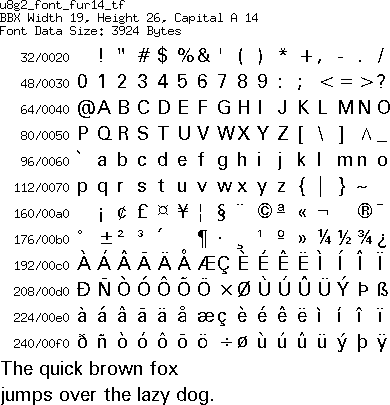 u8g2_font_fur14_tf
BBX Width 19, Height 26, Capital A 14
Font Data Size: 3924 Bytes
32/0020 ! " # $ % & ' ( ) * + , - . /
48/0030 0 1 2 3 4 5 6 7 8 9 : ; < = > ?
64/0040 @ A B C D E F G H I J K L M N O
80/0050 P Q R S T U V W X Y Z [ \ ] ^ _
96/0060 ` a b c d e f g h i j k l m n o
112/0070 p q r s t u v w x y z { | } ~
160/00a0 ¡ ¢ £ ¤ ¥ ¦ § ¨ © ª « ¬ ® ¯
176/00b0 ° ± ² ³ ´ ¶ · ¸ ¹ º » ¼ ½ ¾ ¿
192/00c0 À Á Â Ã Ä Å Æ Ç È É Ê Ë Ì Í Î Ï
208/00d0 Ð Ñ Ò Ó Ô Õ Ö × Ø Ù Ú Û Ü Ý Þ ß
224/00e0 à á â ã ä å æ ç è é ê ë ì í î ï
240/00f0 ð ñ ò ó ô õ ö ÷ ø ù ú û ü ý þ ÿ
The quick brown fox
jumps over the lazy dog.